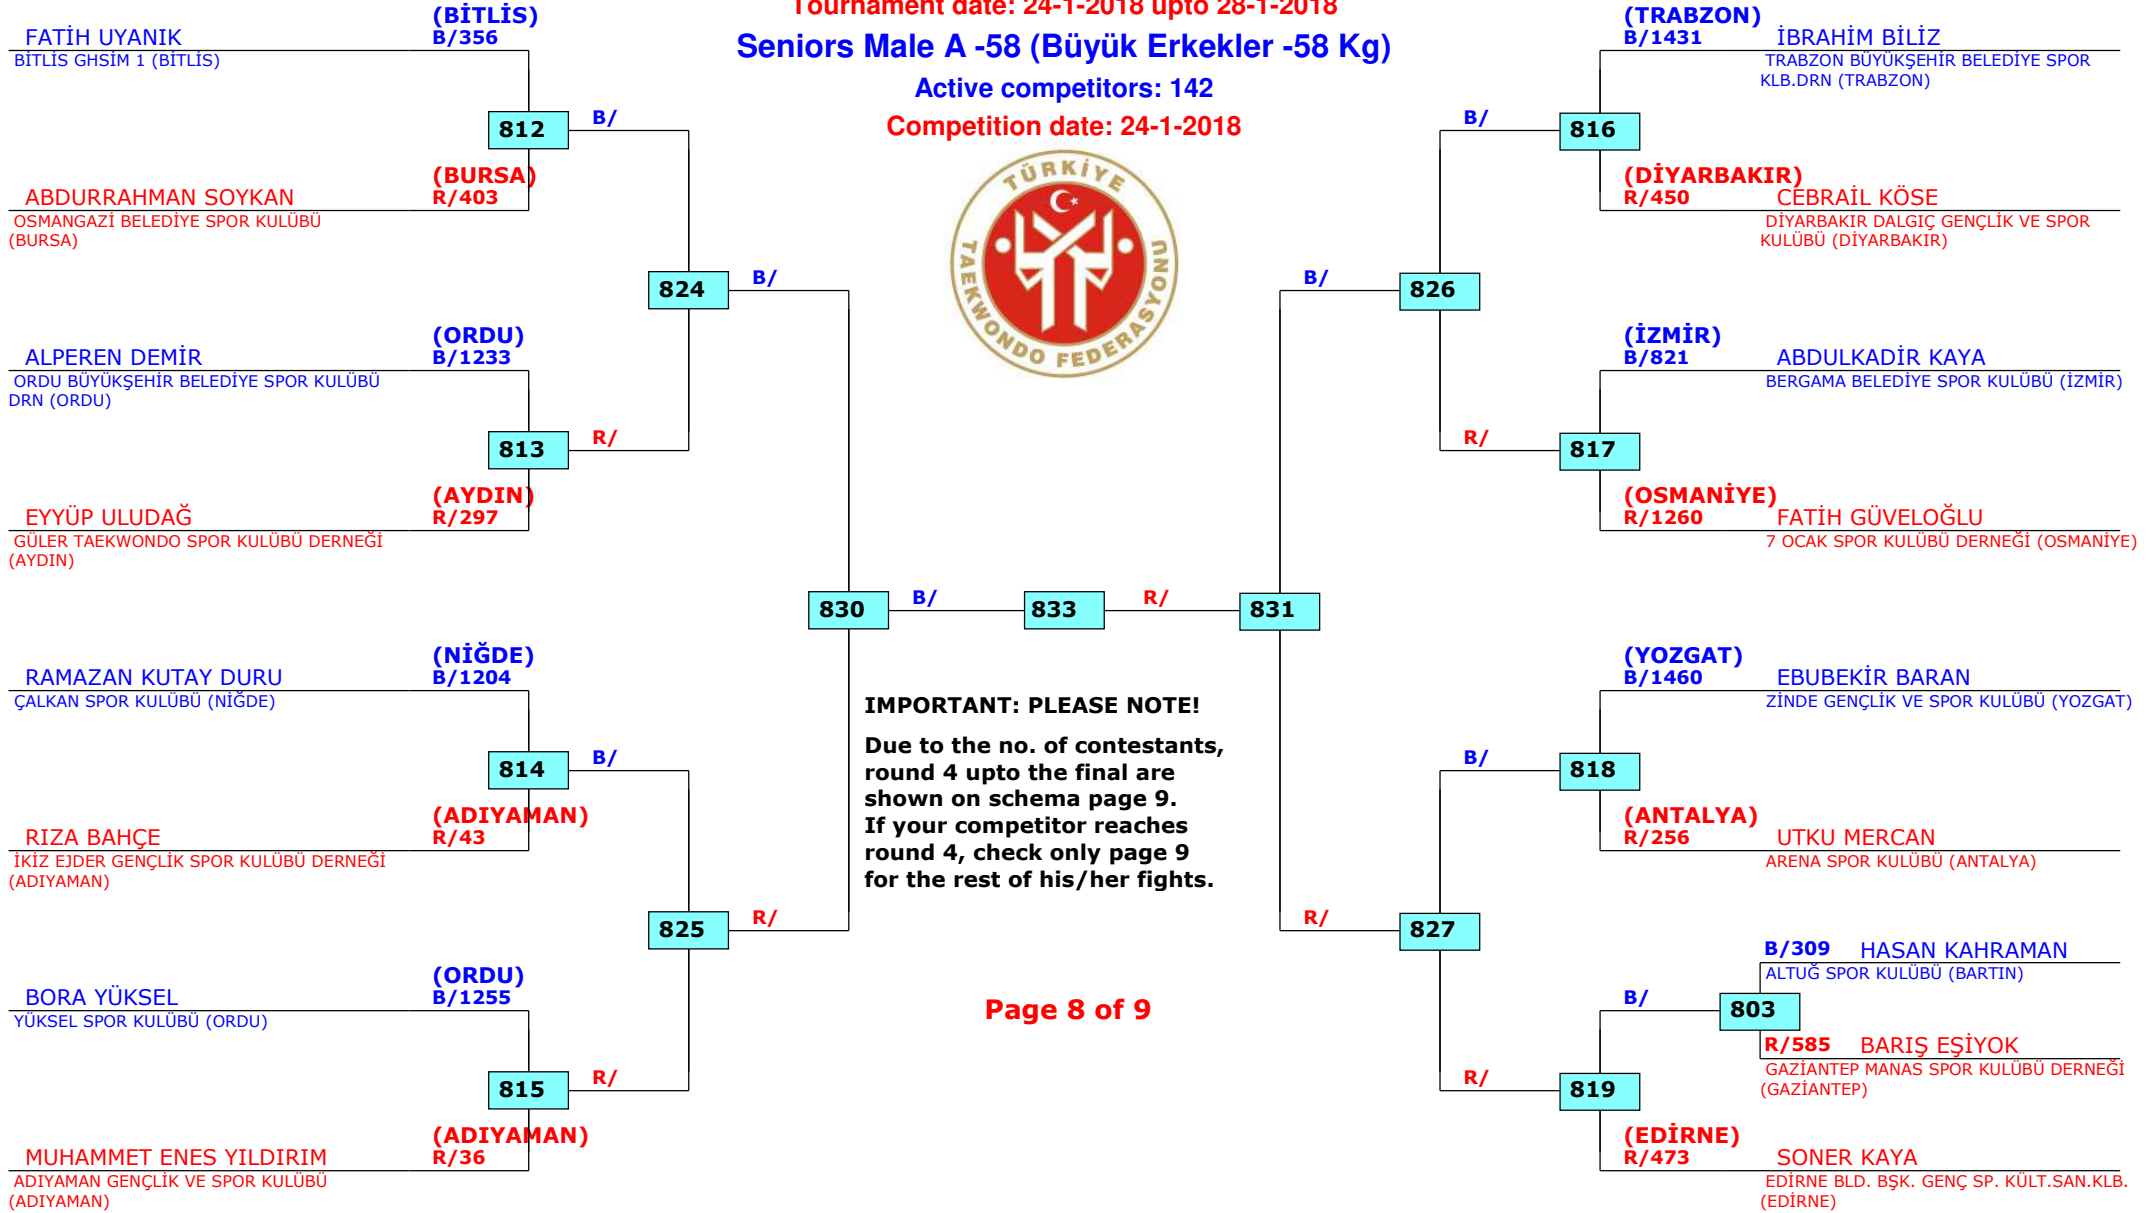 Tournament date: 24-1-2018 upto 28-1-2018
Seniors Male A -58 (Büyük Erkekler -58 Kg)
Active competitors: 142
Competition date: 24-1-2018
TÜRKİYE
TAEKWONDO FEDERASYONU
(BİTLİS)
FATİH UYANIK B/356
BİTLİS GHSİM 1 (BİTLİS)
812 B/
(BURSA)
ABDURRAHMAN SOYKAN R/403
OSMANGAZİ BELEDİYE SPOR KULÜBÜ
(BURSA)
824 B/
(ORDU)
ALPEREN DEMİR B/1233
ORDU BÜYÜKŞEHİR BELEDİYE SPOR KULÜBÜ
DRN (ORDU)
813 R/
(AYDIN)
EYYÜP ULUDAĞ R/297
GÜLER TAEKWONDO SPOR KULÜBÜ DERNEĞİ
(AYDIN)
830 B/ 833 R/ 831
(NİĞDE)
RAMAZAN KUTAY DURU B/1204
ÇALKAN SPOR KULÜBÜ (NİĞDE)
814 B/
(ADIYAMAN)
RIZA BAHÇE R/43
İKİZ EJDER GENÇLİK SPOR KULÜBÜ DERNEĞİ
(ADIYAMAN)
825 R/
(ORDU)
BORA YÜKSEL B/1255
YÜKSEL SPOR KULÜBÜ (ORDU)
815 R/
(ADIYAMAN)
MUHAMMET ENES YILDIRIM R/36
ADIYAMAN GENÇLİK VE SPOR KULÜBÜ
(ADIYAMAN)
IMPORTANT: PLEASE NOTE!
Due to the no. of contestants,
round 4 upto the final are
shown on schema page 9.
If your competitor reaches
round 4, check only page 9
for the rest of his/her fights.
Page 8 of 9
(TRABZON)
B/1431 İBRAHİM BİLİZ
TRABZON BÜYÜKŞEHİR BELEDİYE SPOR
KLB.DRN (TRABZON)
B/ 816
(DİYARBAKIR)
R/450 CEBRAİL KÖSE
DİYARBAKIR DALGIÇ GENÇLİK VE SPOR
KULÜBÜ (DİYARBAKIR)
B/ 826
(İZMİR)
B/821 ABDULKADİR KAYA
BERGAMA BELEDİYE SPOR KULÜBÜ (İZMİR)
R/ 817
(OSMANİYE)
R/1260 FATİH GÜVELOĞLU
7 OCAK SPOR KULÜBÜ DERNEĞİ (OSMANİYE)
(YOZGAT)
B/1460 EBUBEKİR BARAN
ZİNDE GENÇLİK VE SPOR KULÜBÜ (YOZGAT)
B/ 818
(ANTALYA)
R/256 UTKU MERCAN
ARENA SPOR KULÜBÜ (ANTALYA)
R/ 827
B/309 HASAN KAHRAMAN
ALTUĞ SPOR KULÜBÜ (BARTIN)
B/ 803
R/585 BARIŞ EŞİYOK
GAZİANTEP MANAS SPOR KULÜBÜ DERNEĞİ
(GAZİANTEP)
R/ 819
(EDİRNE)
R/473 SONER KAYA
EDİRNE BLD. BŞK. GENÇ SP. KÜLT.SAN.KLB.
(EDİRNE)